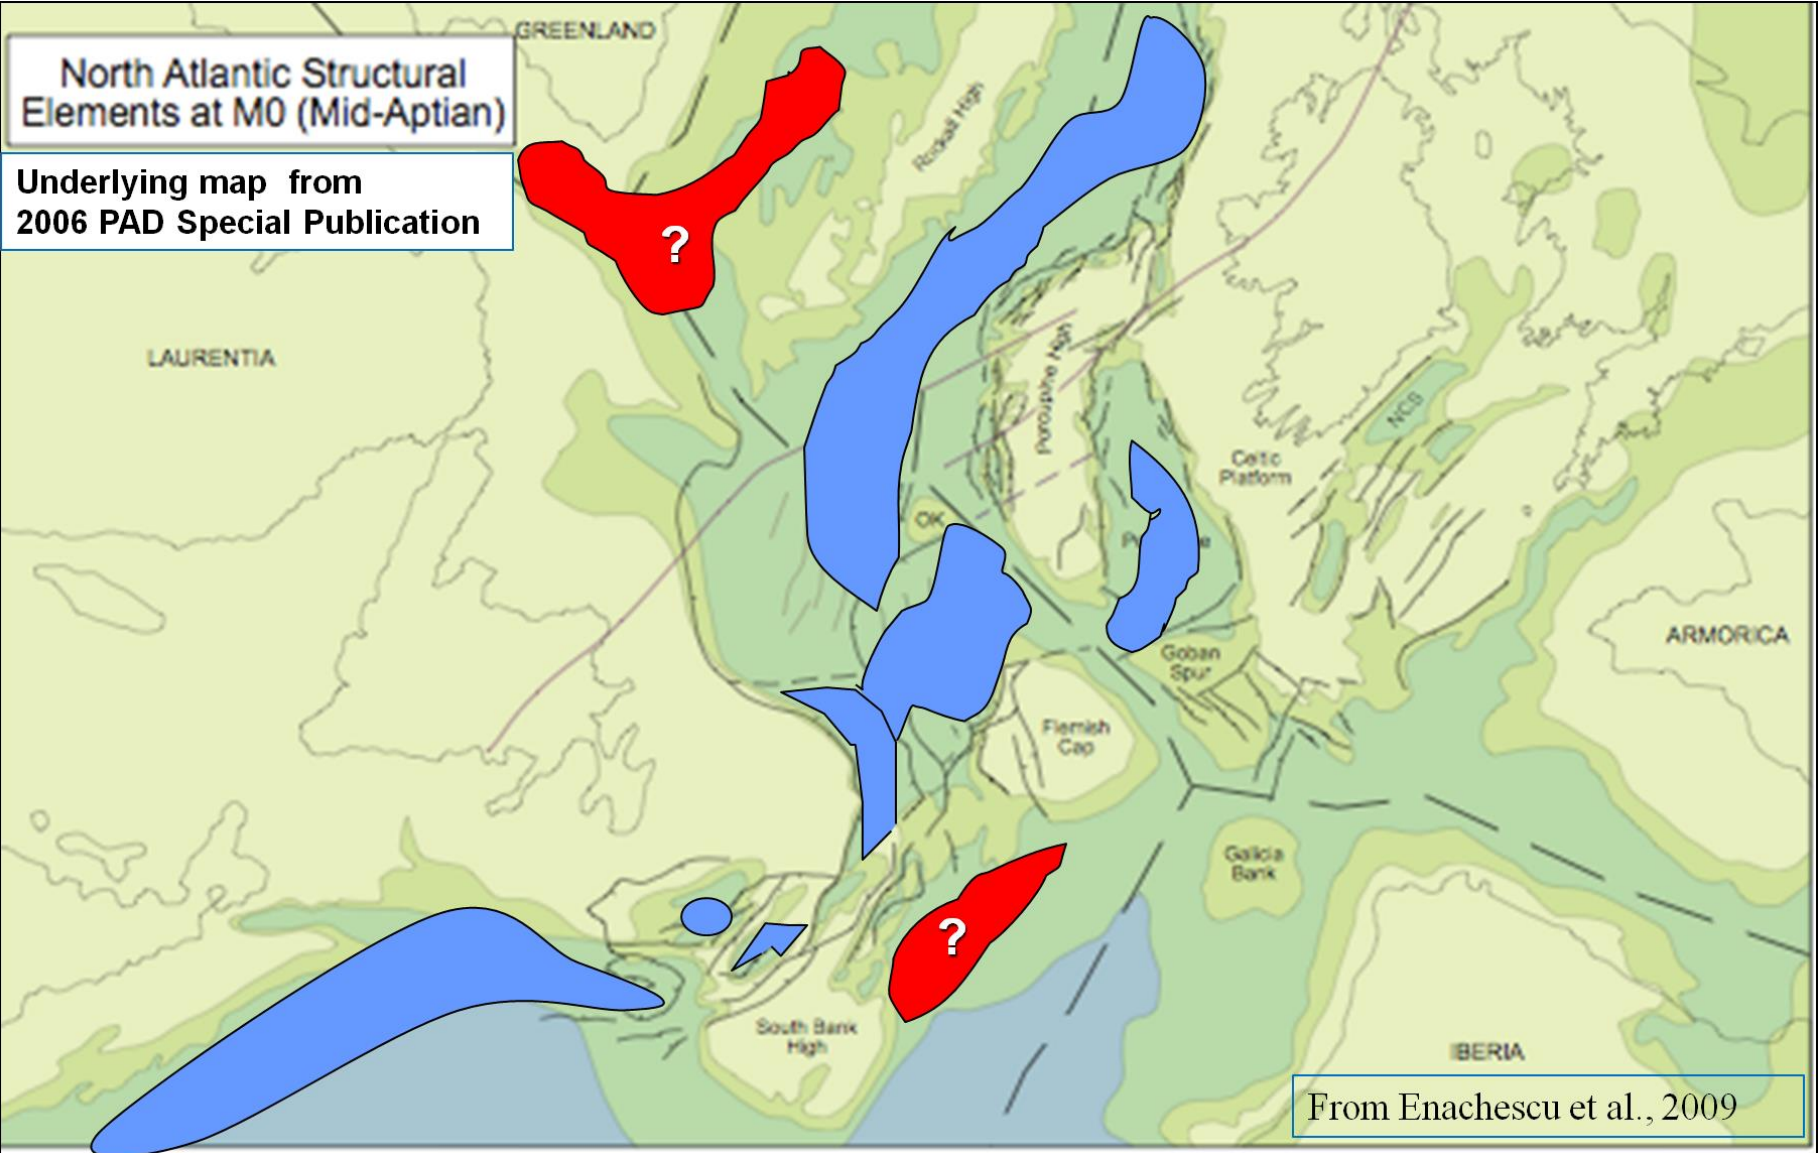 GREENLAND
North Atlantic Structural
Elements at M0 (Mid-Aptian)
Underlying map from
2006 PAD Special Publication
Rockall High
?
LAURENTIA
Porcupine High
NCS
Celtic
Platform
OK
ARMORICA
Goban
Spur
Flemish
Cap
Galicia
Bank
?
South Bank
High
IBERIA
From Enachescu et al., 2009